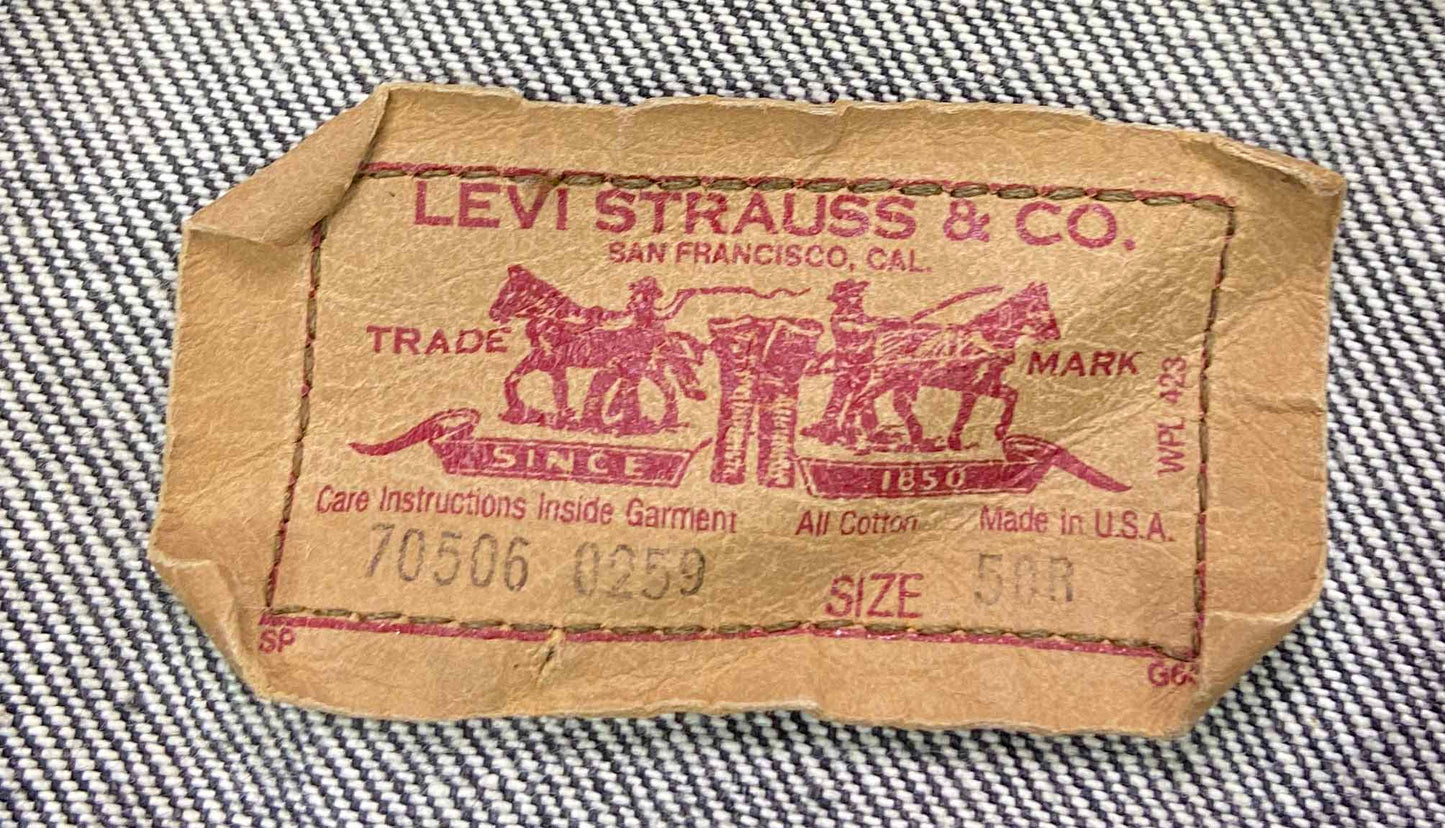 LEVI STRAUSS & CO.
SAN FRANCISCO, CAL.
TRADE MARK
WPL 423
SINCE 1850
Care Instructions Inside Garment All Cotton Made in U.S.A.
70506 0259 SIZE 50R
SP